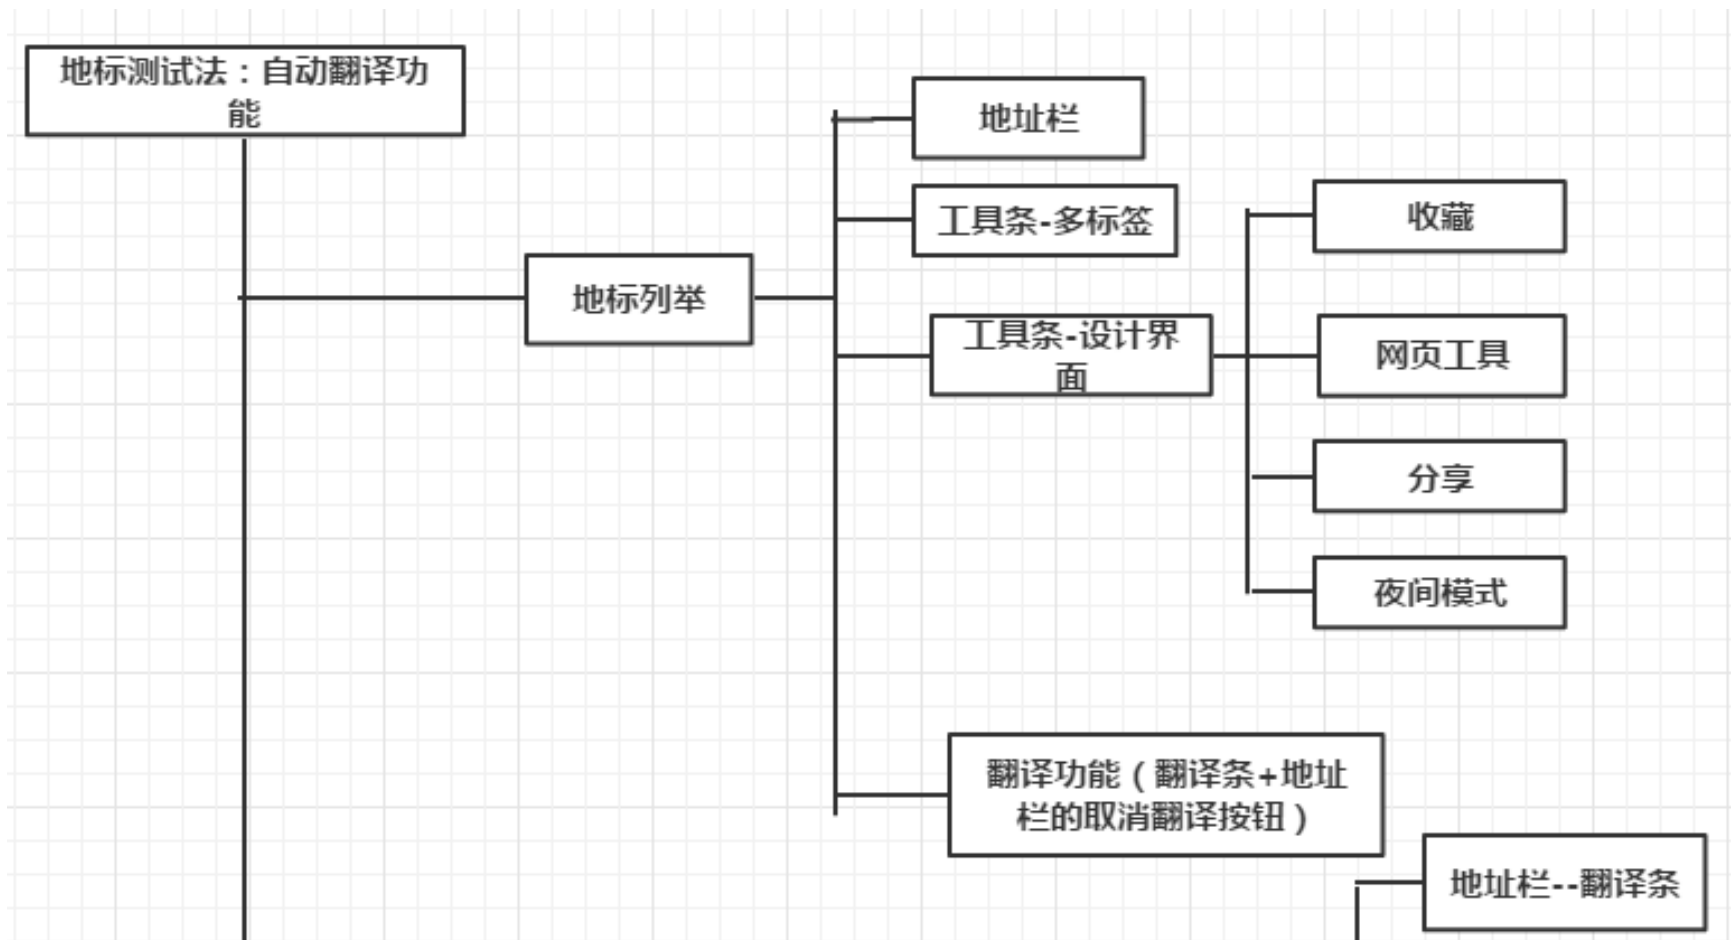 地标测试法：自动翻译功
能
地址栏
工具条-多标签
收藏
地标列举
工具条-设计界
面
网页工具
分享
夜间模式
翻译功能（翻译条+地址
栏的取消翻译按钮）
地址栏--翻译条